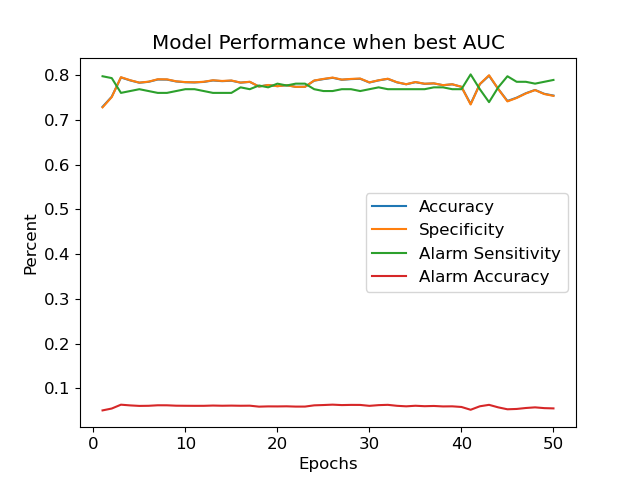 Model Performance when best AUC
0.8
0.7
0.6
0.5
0.4
0.3
0.2
0.1
Percent
Accuracy
Specificity
Alarm Sensitivity
Alarm Accuracy
0 10 20 30 40 50
Epochs